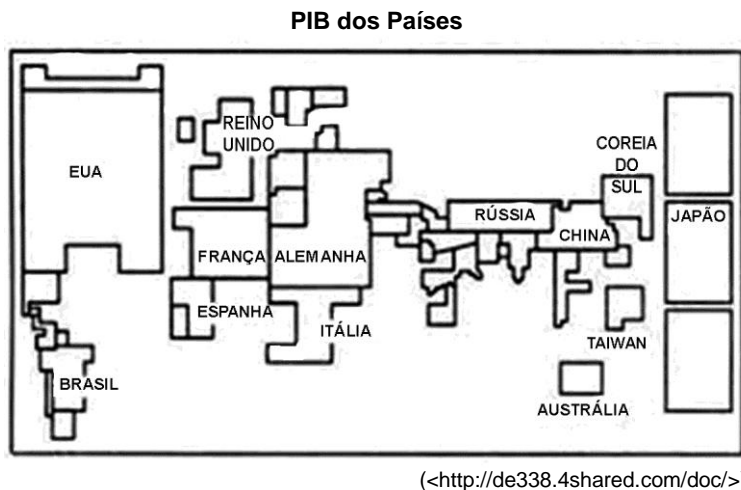 PIB dos Países
REINO
UNIDO
COREIA
DO
SUL
EUA
RÚSSIA
JAPÃO
CHINA
FRANÇA
ALEMANHA
ESPANHA
ITÁLIA
TAIWAN
BRASIL
AUSTRÁLIA
(<http://de338.4shared.com/doc/>